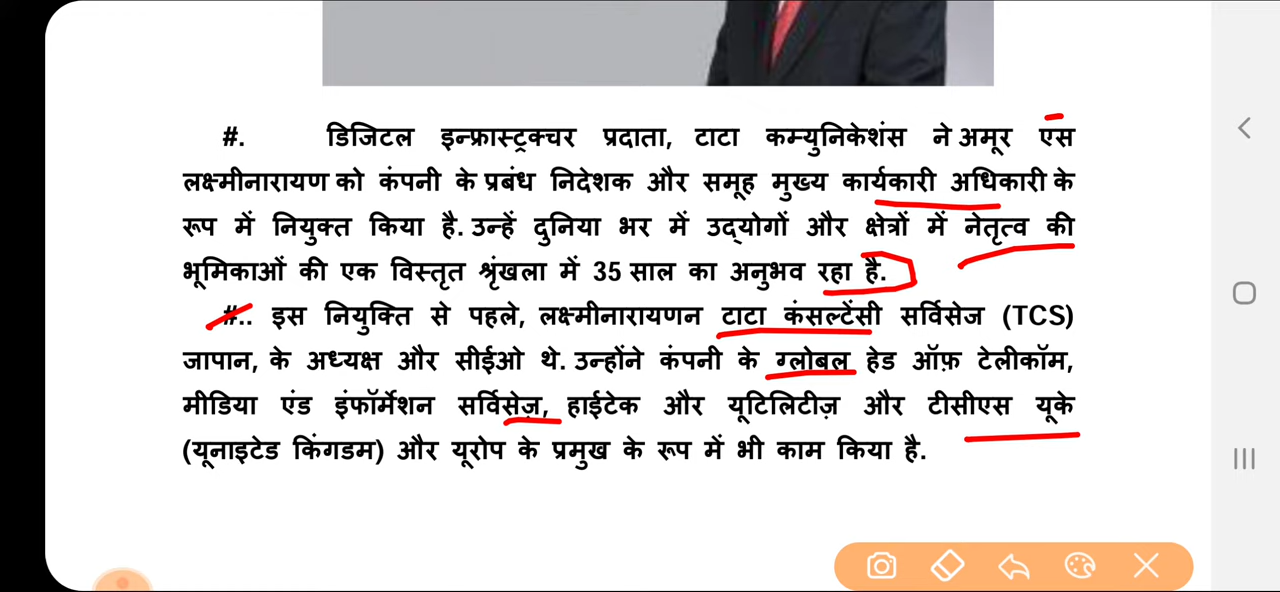 #. डिजिटल इन्फ्रास्ट्रक्चर प्रदाता, टाटा कम्युनिकेशंस ने अमूर एस
लक्ष्मीनारायण को कंपनी के प्रबंध निदेशक और समूह मुख्य कार्यकारी अधिकारी के
रूप में नियुक्त किया है. उन्हें दुनिया भर में उद्योगों और क्षेत्रों में नेतृत्व की
भूमिकाओं की एक विस्तृत श्रृंखला में 35 साल का अनुभव रहा है.
#.. इस नियुक्ति से पहले, लक्ष्मीनारायणन टाटा कंसल्टेंसी सर्विसेज (TCS)
जापान, के अध्यक्ष और सीईओ थे. उन्होंने कंपनी के ग्लोबल हेड ऑफ़ टेलीकॉम,
मीडिया एंड इंफॉर्मेशन सर्विसेज़, हाईटेक और यूटिलिटीज़ और टीसीएस यूके
(यूनाइटेड किंगडम) और यूरोप के प्रमुख के रूप में भी काम किया है.